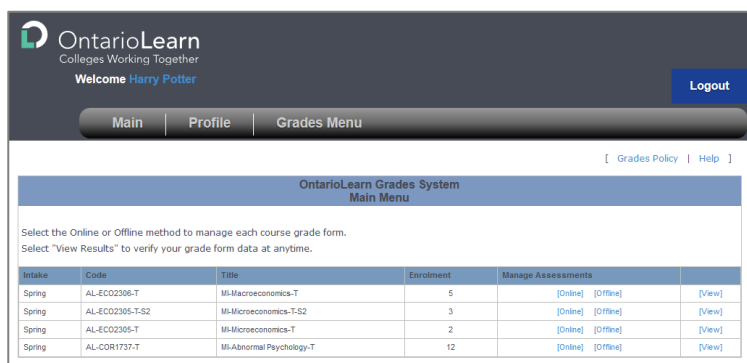 OntarioLearn
Colleges Working Together
Welcome Harry Potter
Logout
Main Profile Grades Menu
[ Grades Policy | Help ]
OntarioLearn Grades System
Main Menu
Select the Online or Offline method to manage each course grade form.
Select "View Results" to verify your grade form data at anytime.
Intake Code Title Enrolment Manage Assessments
Spring AL-ECO2306-T MI-Macroeconomics-T 5 [Online] [Offline] [View]
Spring AL-ECO2305-T-S2 MI-Microeconomics-T-S2 3 [Online] [Offline] [View]
Spring AL-ECO2305-T MI-Microeconomics-T 2 [Online] [Offline] [View]
Spring AL-COR1737-T MI-Abnormal Psychology-T 12 [Online] [Offline] [View]